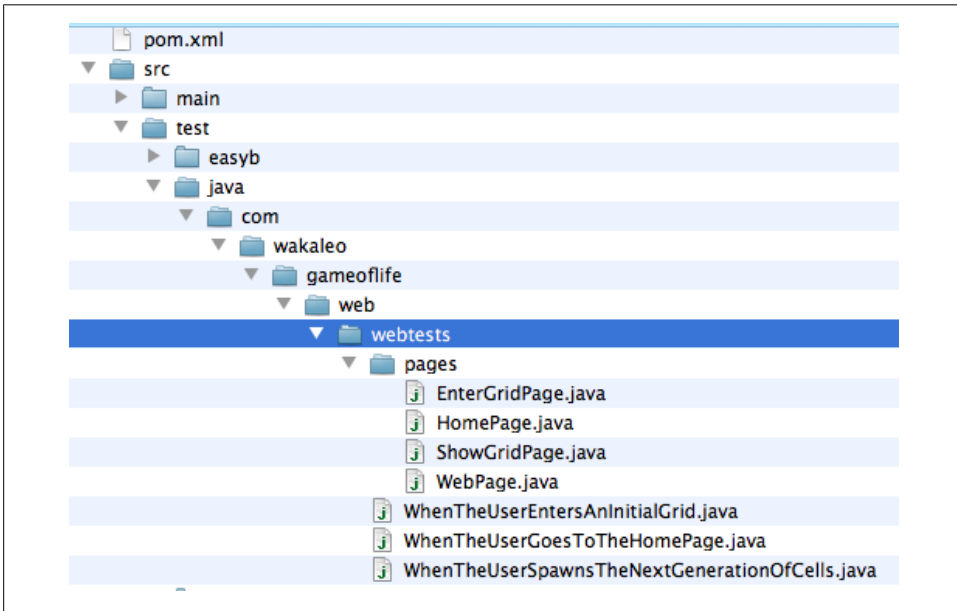 pom.xml
src
main
test
easyb
java
com
wakaleo
gameoflife
web
webtests
pages
EnterGridPage.java
HomePage.java
ShowGridPage.java
WebPage.java
WhenTheUserEntersAnInitialGrid.java
WhenTheUserGoesToTheHomePage.java
WhenTheUserSpawnsTheNextGenerationOfCells.java